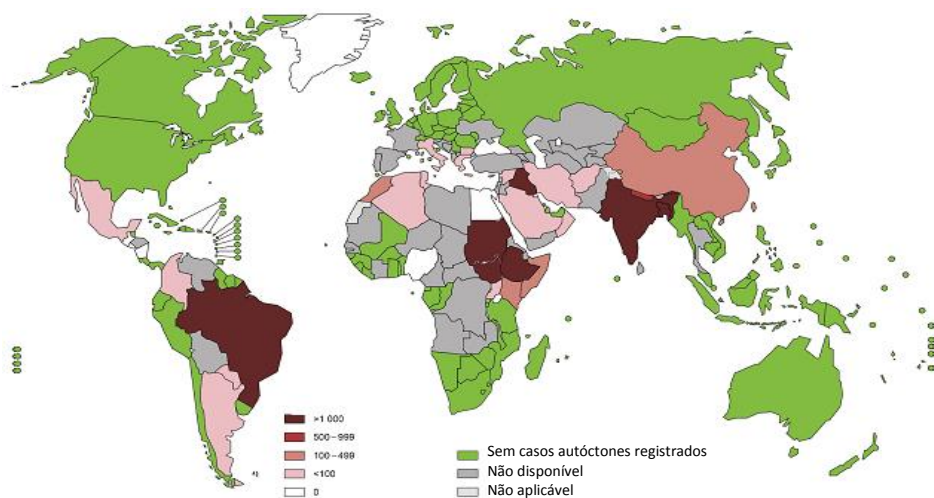 >1 000
500-999
100-499
<100
0
Sem casos autóctones registrados
Não disponível
Não aplicável